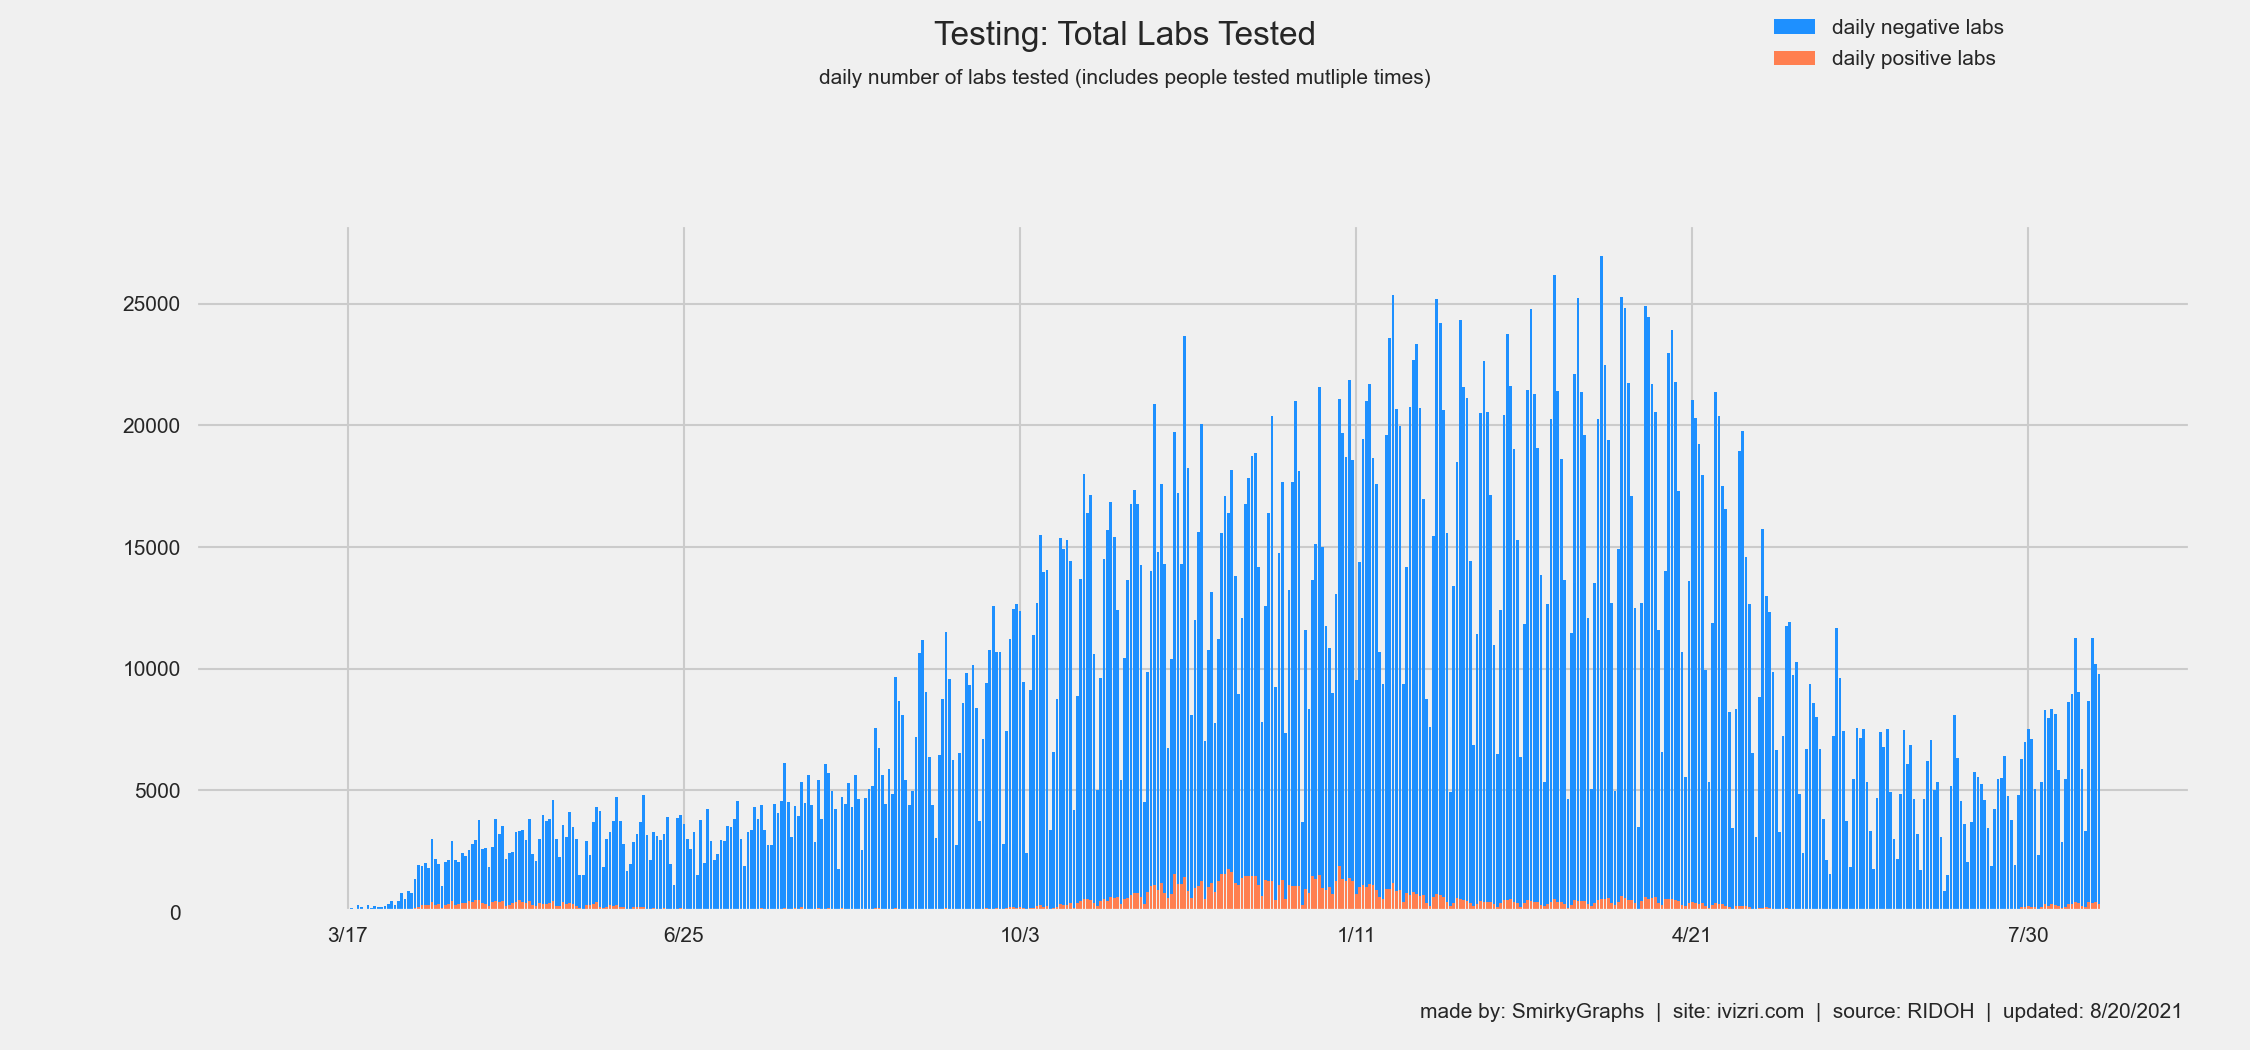 Testing: Total Labs Tested
daily number of labs tested (includes people tested mutliple times)
daily negative labs
daily positive labs
25000
20000
15000
10000
5000
0
3/17
6/25
10/3
1/11
4/21
7/30
made by: SmirkyGraphs | site: ivizri.com | source: RIDOH | updated: 8/20/2021